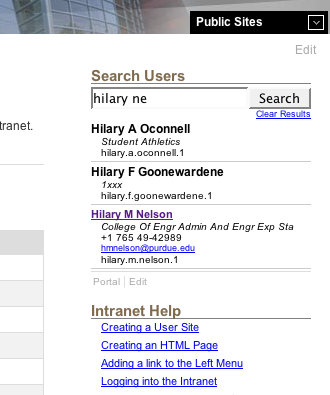 Public Sites
Edit
Search Users
tranet.
hilary ne
Search
Clear Results
Hilary A Oconnell
Student Athletics
hilary.a.oconnell.1
Hilary F Goonewardene
1xxx
hilary.f.goonewardene.1
Hilary M Nelson
College Of Engr Admin And Engr Exp Sta
+1 765 49-42989
hmnelson@purdue.edu
hilary.m.nelson.1
Portal | Edit
Intranet Help
Creating a User Site
Creating an HTML Page
Adding a link to the Left Menu
Logging into the Intranet